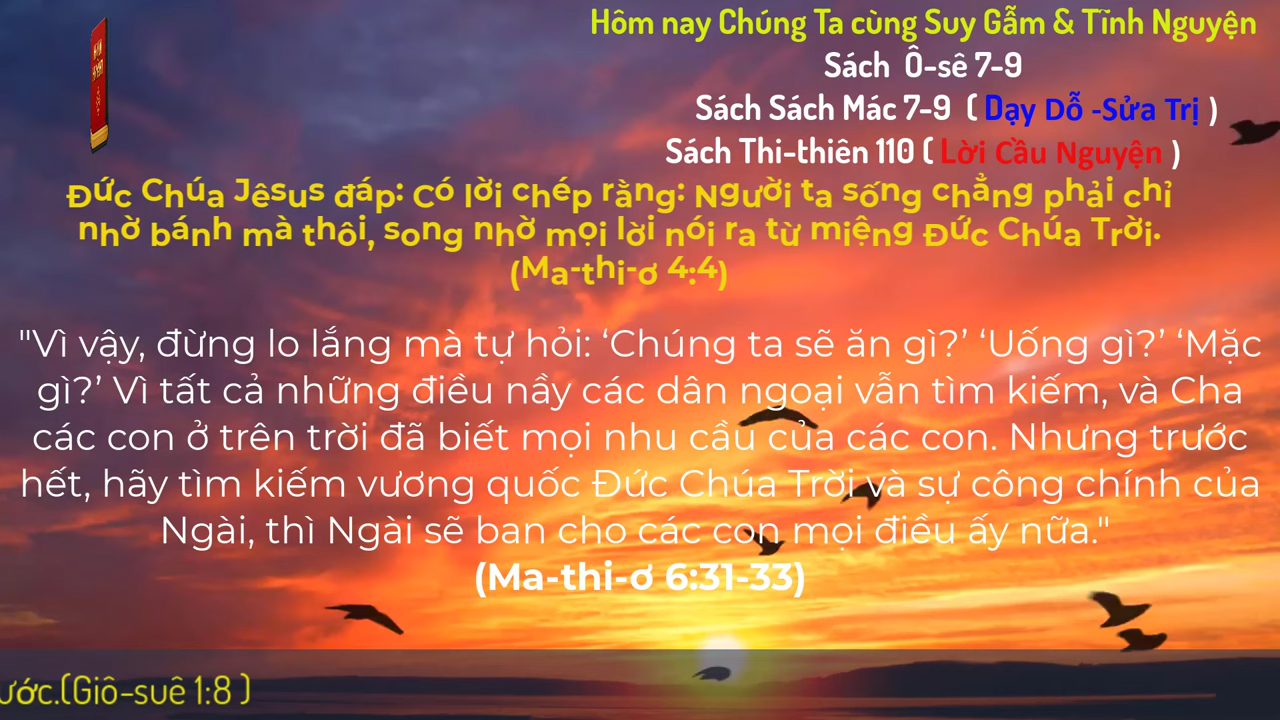 Hôm nay Chúng Ta cùng Suy Gẫm & Tĩnh Nguyện
Sách Ô-sê 7-9
Sách Sách Mác 7-9 ( Dạy Dỗ -Sửa Trị )
Sách Thi-thiên 110 ( Lời Cầu Nguyện )
Đức Chúa Jêsus đáp: Có lời chép rằng: Người ta sống chẳng phải chỉ
nhờ bánh mà thôi, song nhờ mọi lời nói ra từ miệng Đức Chúa Trời.
(Ma-thi-ơ 4:4)
"Vì vậy, đừng lo lắng mà tự hỏi: ‘Chúng ta sẽ ăn gì?’ ‘Uống gì?’ ‘Mặc
gì?’ Vì tất cả những điều nầy các dân ngoại vẫn tìm kiếm, và Cha
các con ở trên trời đã biết mọi nhu cầu của các con. Nhưng trước
hết, hãy tìm kiếm vương quốc Đức Chúa Trời và sự công chính của
Ngài, thì Ngài sẽ ban cho các con mọi điều ấy nữa."
(Ma-thi-ơ 6:31-33)
ước.(Giô-suê 1:8 )